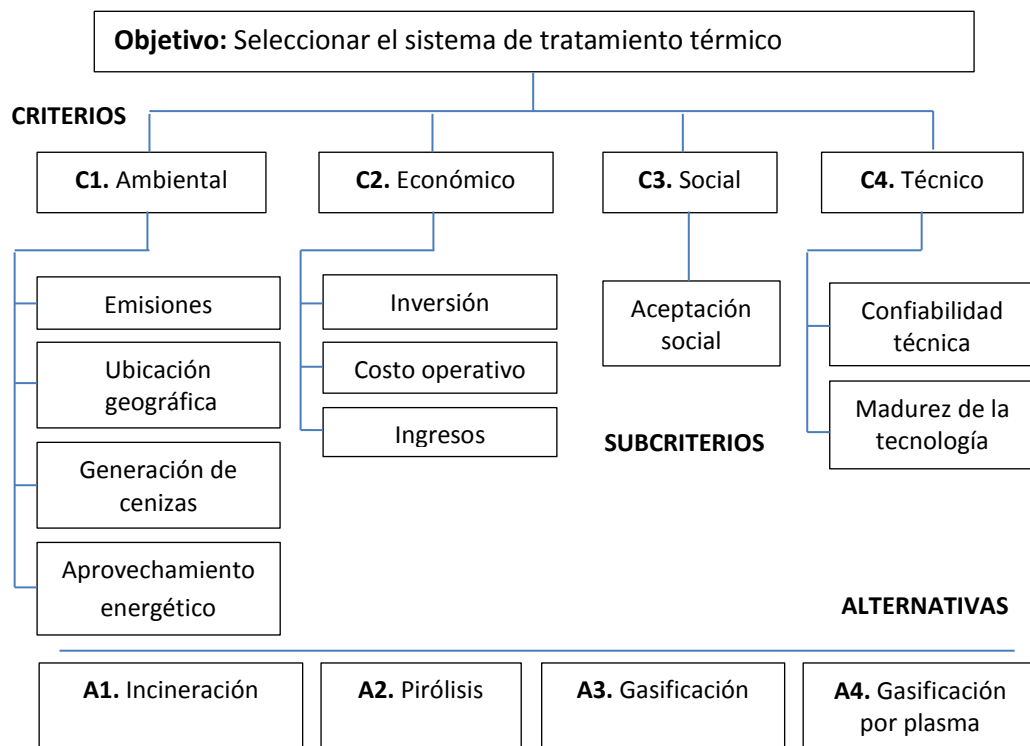 Objetivo: Seleccionar el sistema de tratamiento térmico
CRITERIOS
C1. Ambiental
C2. Económico
C3. Social
C4. Técnico
Emisiones
Ubicación
geográfica
Generación de
cenizas
Aprovechamiento
energético
Inversión
Costo operativo
Ingresos
Aceptación
social
Confiabilidad
técnica
Madurez de la
tecnología
SUBCRITERIOS
ALTERNATIVAS
A1. Incineración
A2. Pirólisis
A3. Gasificación
A4. Gasificación
por plasma